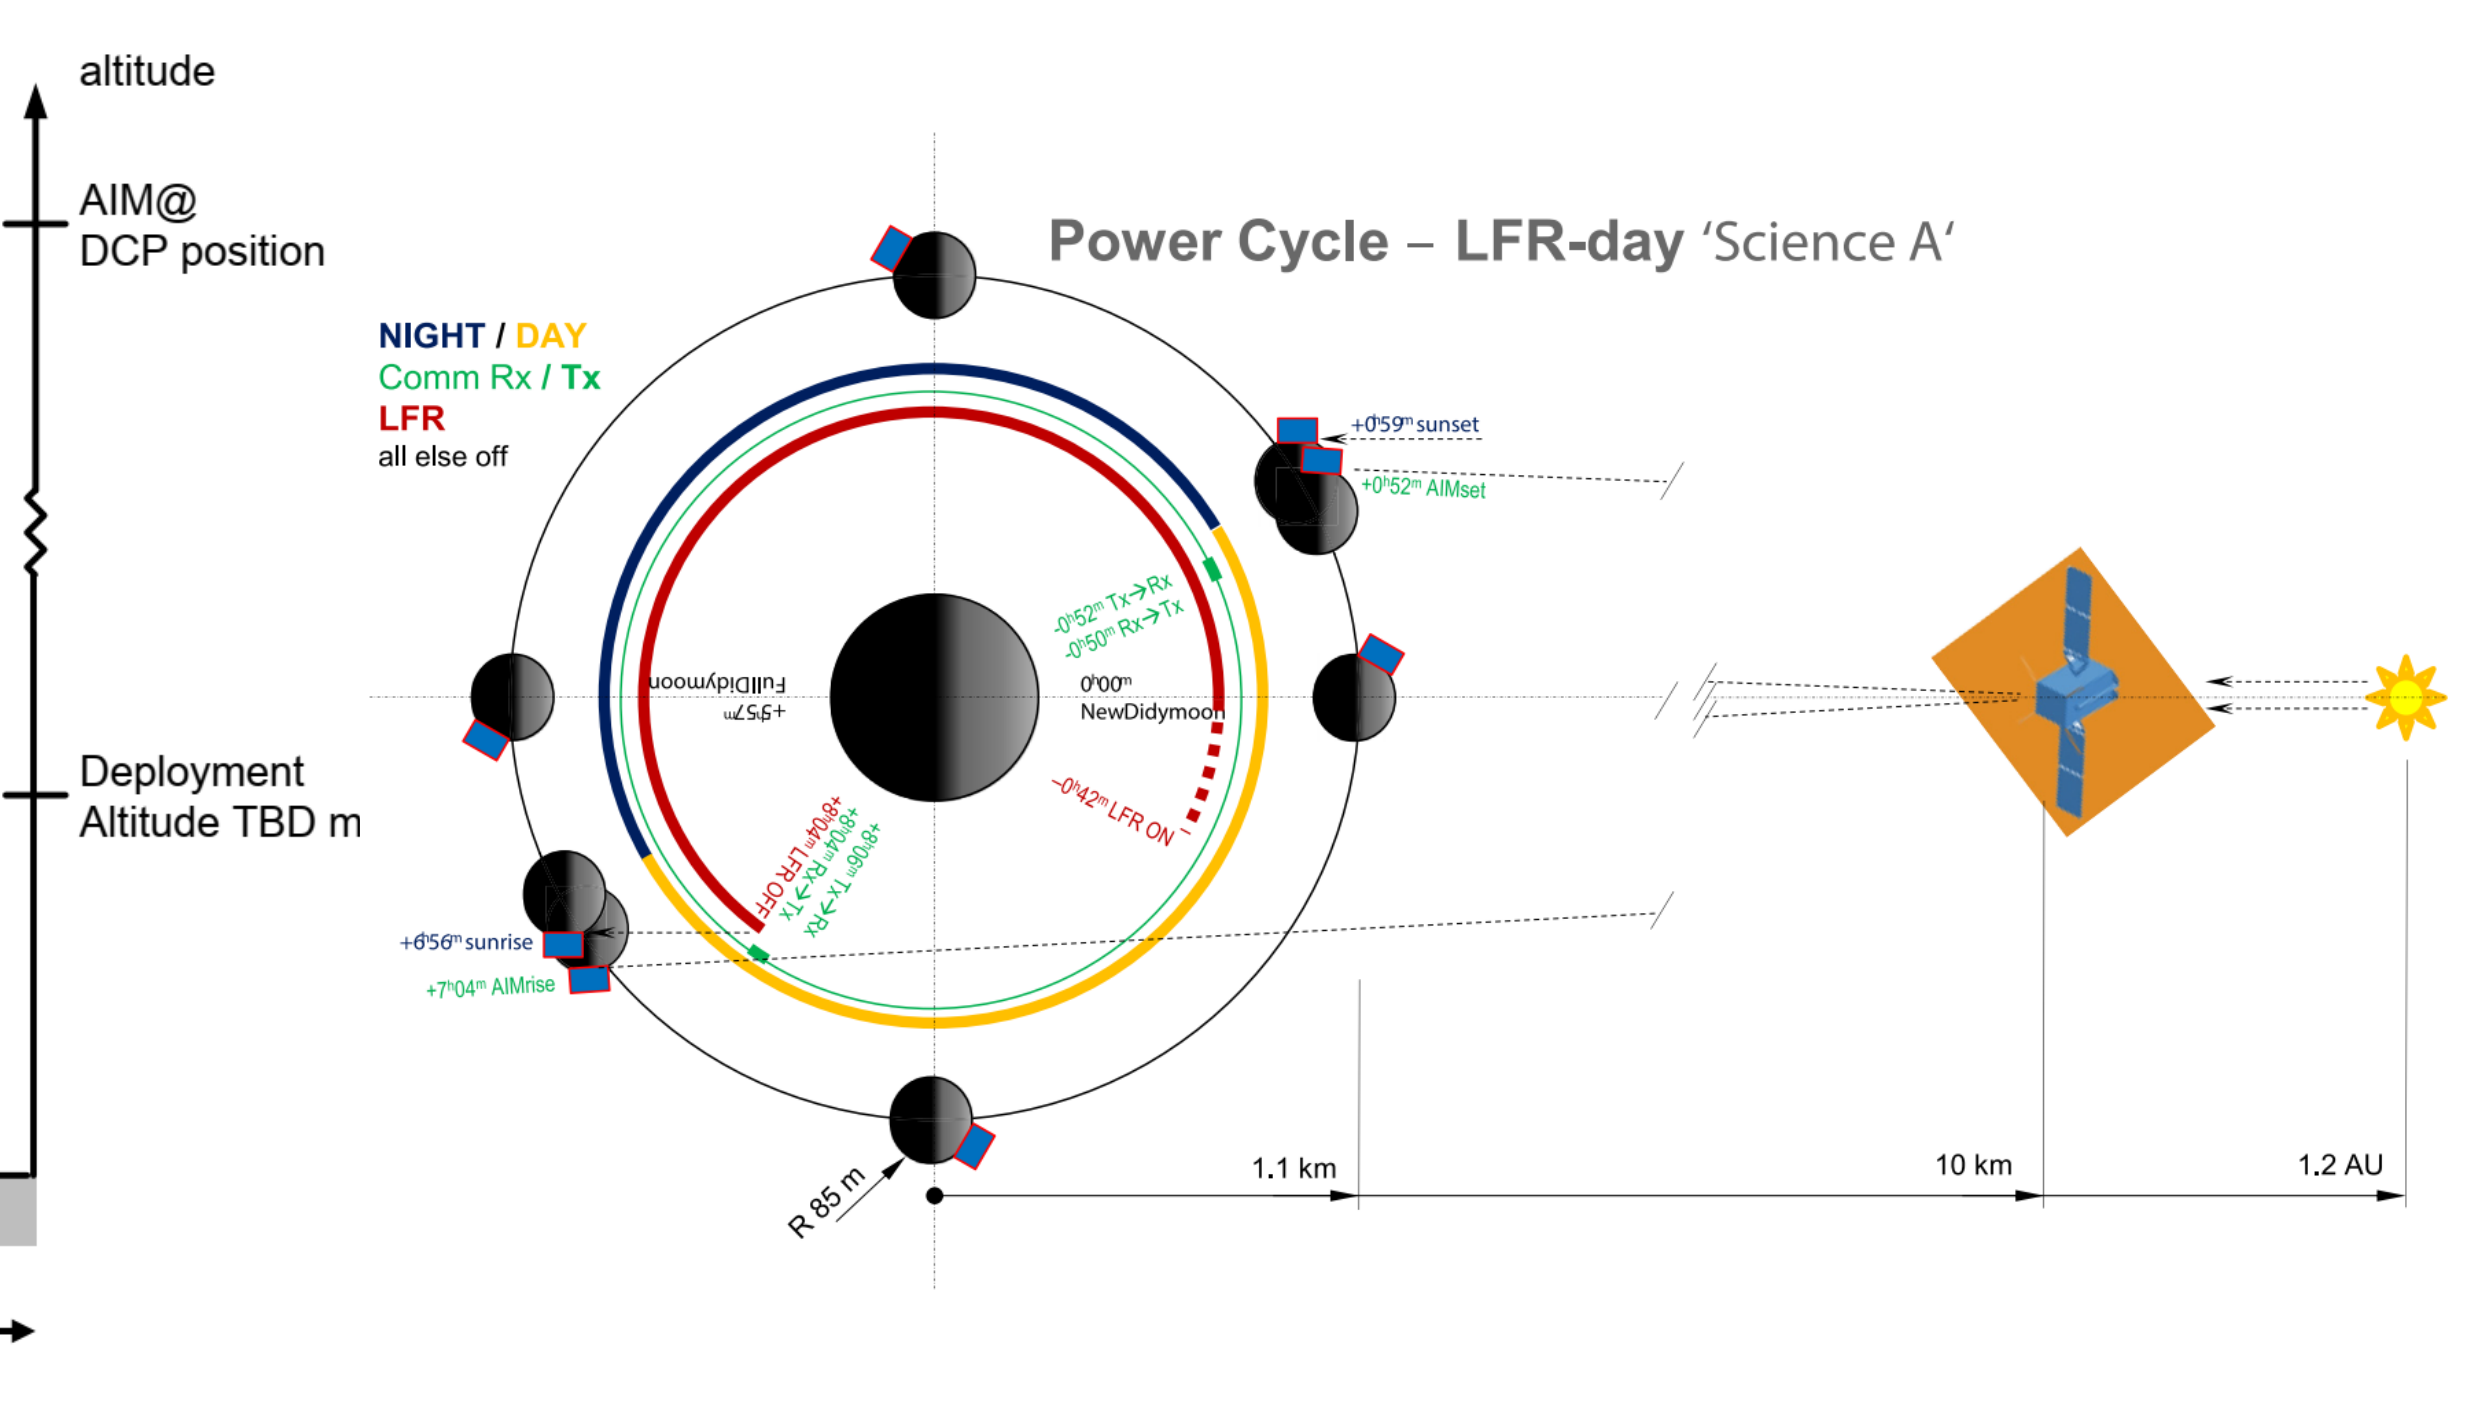 altitude
AIM@
DCP position
Deployment
Altitude TBD m
Power Cycle – LFR-day ‘Science A‘
NIGHT / DAY
Comm Rx / Tx
LFR
all else off
+0h59m sunset
+0h52m AIMset
-0h52m Tx→Rx
-0h50m Rx→Tx
0h00m
NewDidymoon
FullDidymoon
+5h57m
–0h42m LFR ON
+8h04m LFR OFF
+8h04m Rx→Tx
+8h06m Tx→Rx
+6h56m sunrise
+7h04m AIMrise
R 85 m
1.1 km
10 km
1.2 AU